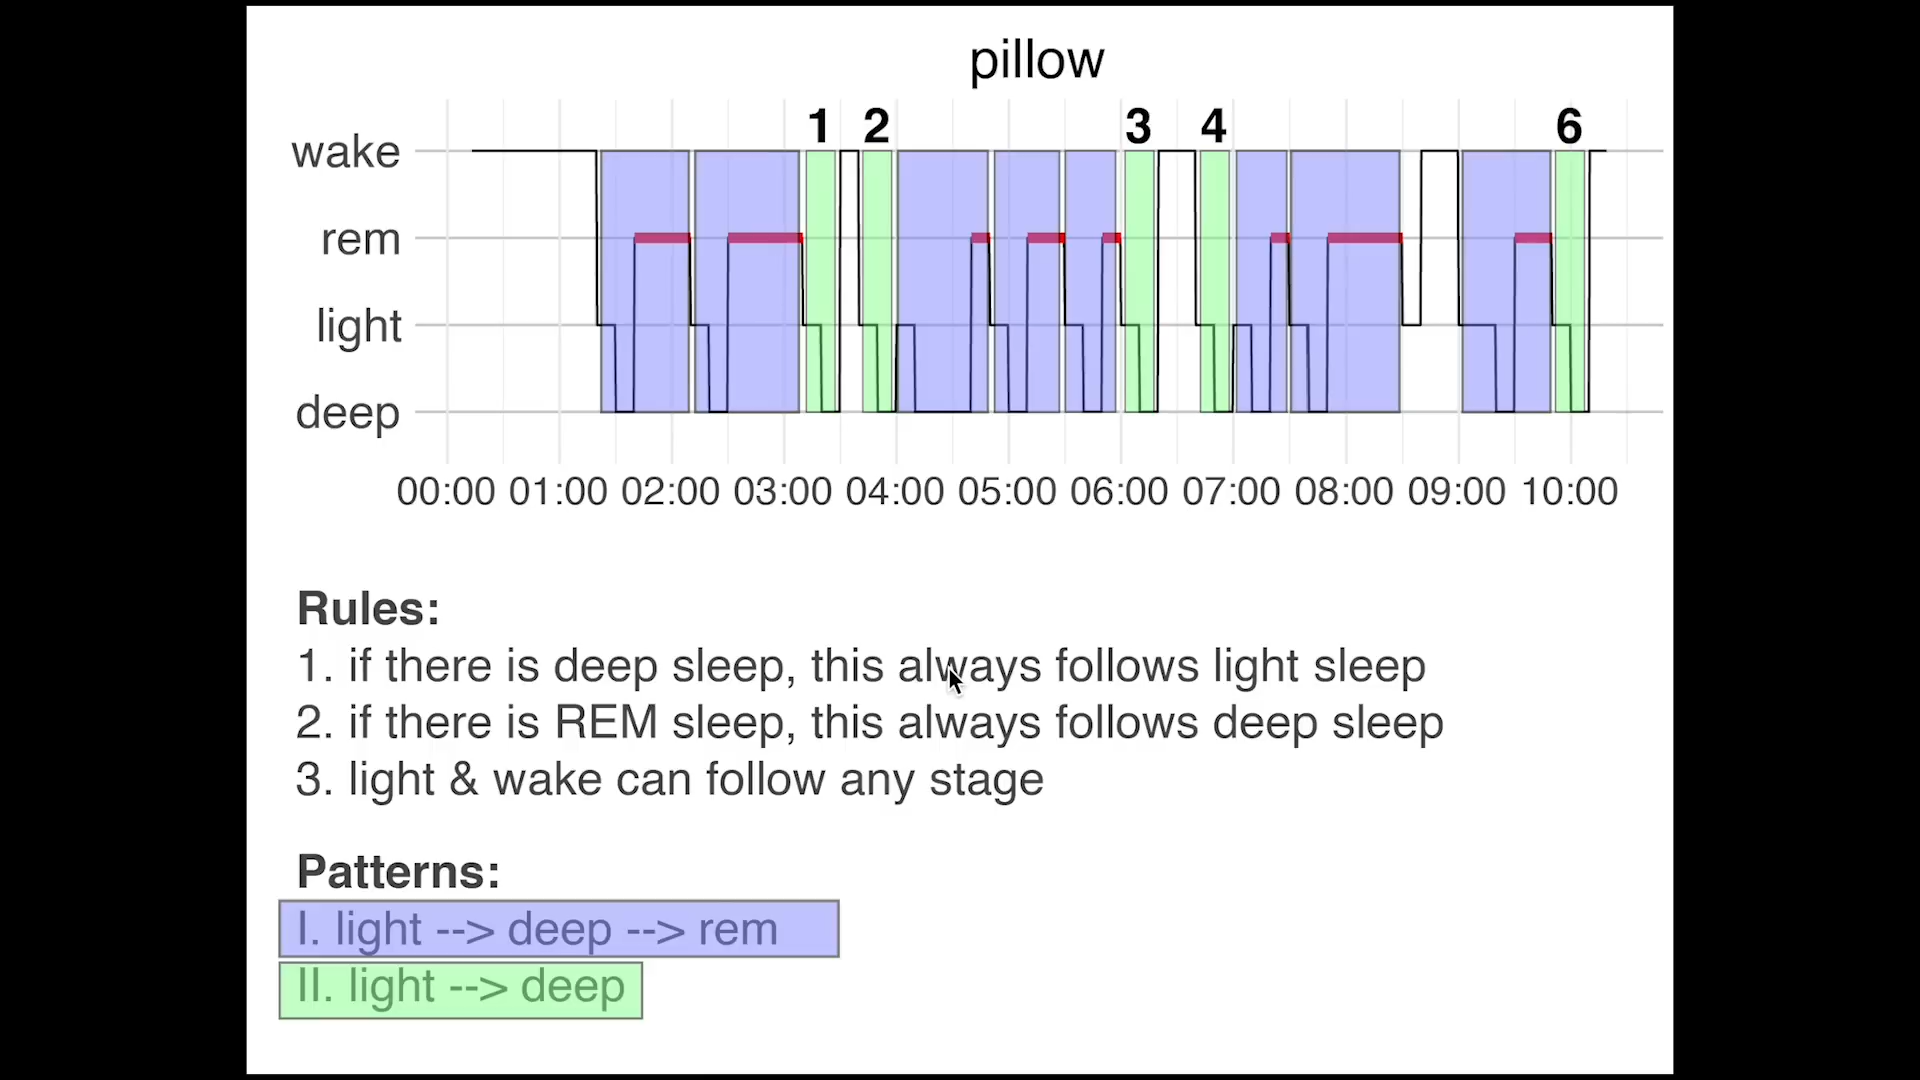 pillow
1 2 3 4 6
wake
rem
light
deep
00:00 01:00 02:00 03:00 04:00 05:00 06:00 07:00 08:00 09:00 10:00
Rules:
1. if there is deep sleep, this always follows light sleep
2. if there is REM sleep, this always follows deep sleep
3. light & wake can follow any stage
Patterns:
I. light --> deep --> rem
II. light --> deep